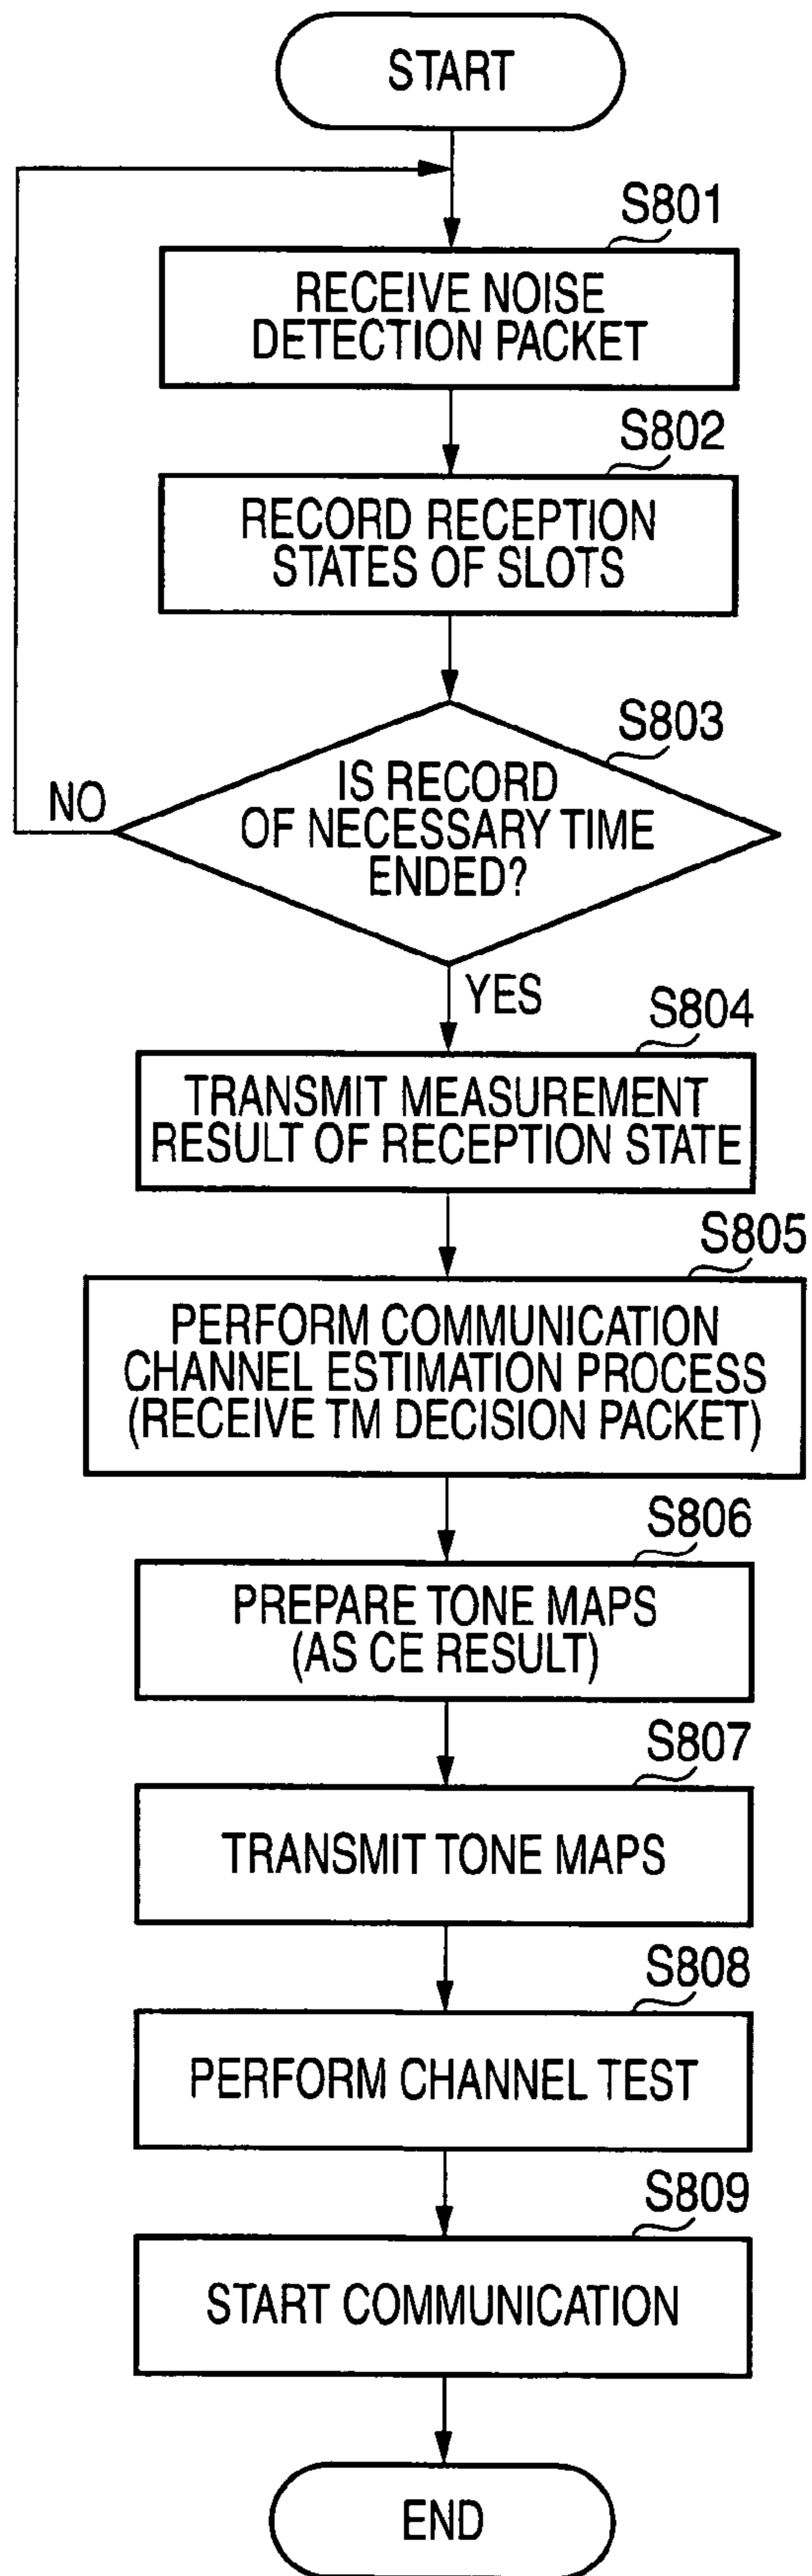 START
S801
RECEIVE NOISE
DETECTION PACKET
S802
RECORD RECEPTION
STATES OF SLOTS
S803
IS RECORD
OF NECESSARY TIME
ENDED?
NO
YES
S804
TRANSMIT MEASUREMENT
RESULT OF RECEPTION STATE
S805
PERFORM COMMUNICATION
CHANNEL ESTIMATION PROCESS
(RECEIVE TM DECISION PACKET)
S806
PREPARE TONE MAPS
(AS CE RESULT)
S807
TRANSMIT TONE MAPS
S808
PERFORM CHANNEL TEST
S809
START COMMUNICATION
END